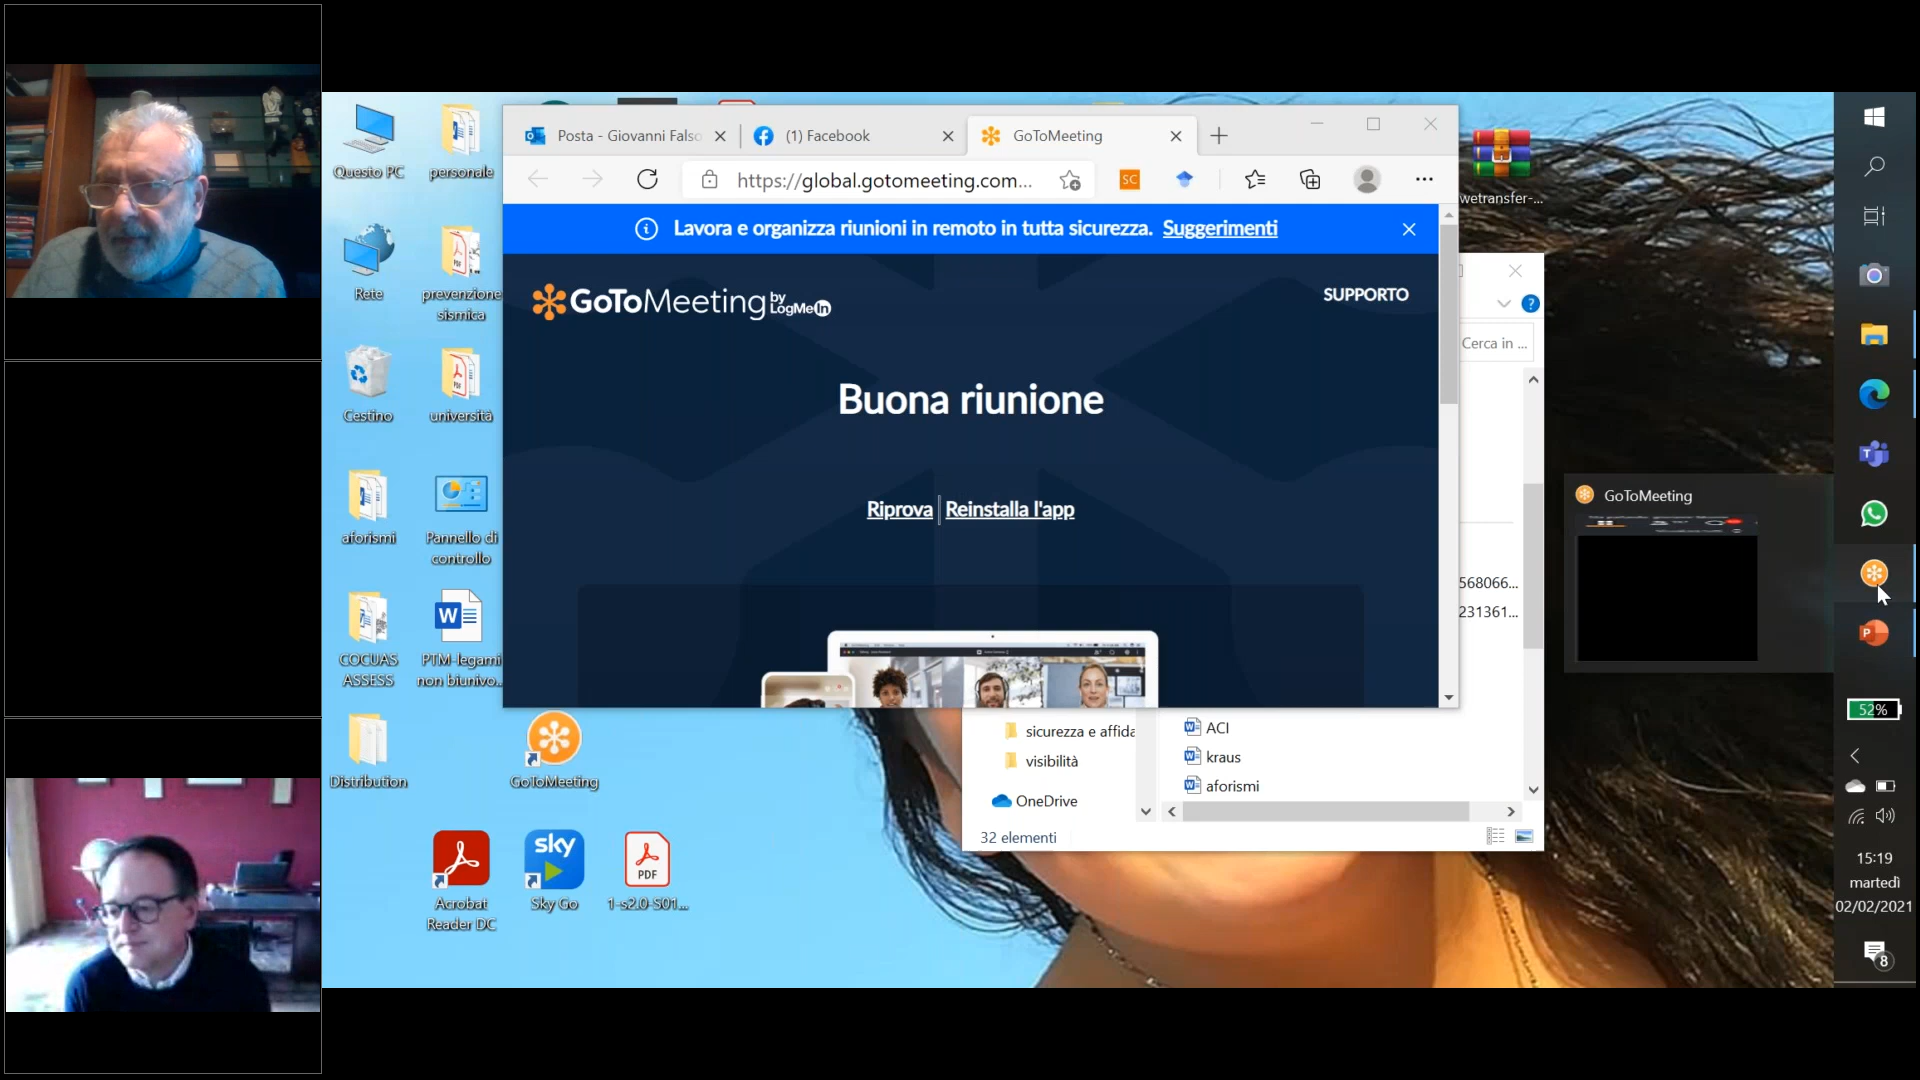 Questo PC
personale
Rete
prevenzione
sismica
Cestino
università
aforismi
Pannello di
controllo
COCUAS
ASSESS
PTM-legami
non biunivo...
Distribution
GoToMeeting
Acrobat
Reader DC
sky
Sky Go
PDF
1-s2.0-S01...
Posta - Giovanni Falso
(1) Facebook
GoToMeeting
https://global.gotomeeting.com...
SC
Lavora e organizza riunioni in remoto in tutta sicurezza. Suggerimenti
GoToMeeting by LogMeIn
SUPPORTO
Buona riunione
Riprova
Reinstalla l'app
wetransfer-...
Cerca in ...
568066...
231361...
sicurezza e affida
visibilità
OneDrive
ACI
kraus
aforismi
32 elementi
GoToMeeting
52%
15:19
martedì
02/02/2021
8